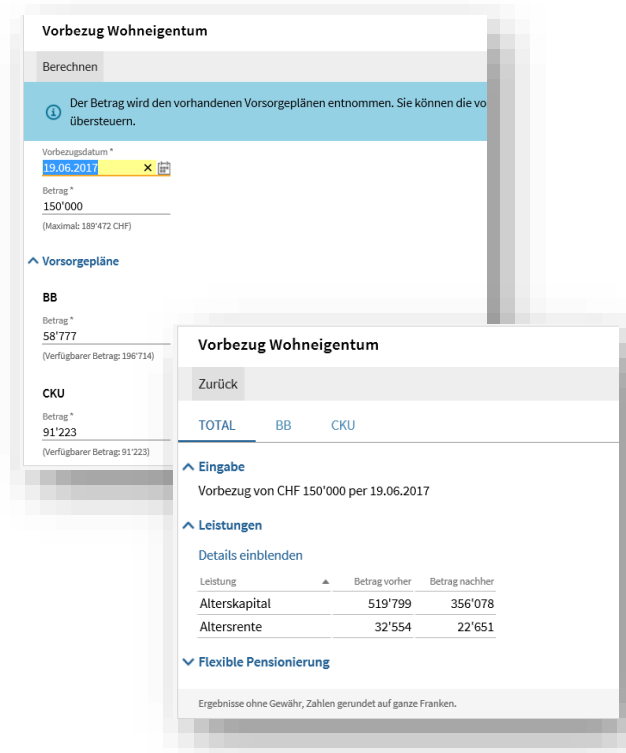 Vorbezug Wohneigentum
Berechnen
Der Betrag wird den vorhandenen Vorsorgeplänen entnommen. Sie können die vo
übersteuern.
Vorbezugsdatum *
19.06.2017
Betrag *
150'000
(Maximal: 189'472 CHF)
Vorsorgepläne
BB
Betrag *
58'777
(Verfügbarer Betrag: 196'714)
CKU
Betrag *
91'223
(Verfügbarer Betrag: 91'223)
Vorbezug Wohneigentum
Zurück
TOTAL BB CKU
Eingabe
Vorbezug von CHF 150'000 per 19.06.2017
Leistungen
Details einblenden
Leistung Betrag vorher Betrag nachher
Alterskapital 519'799 356'078
Altersrente 32'554 22'651
Flexible Pensionierung
Ergebnisse ohne Gewähr, Zahlen gerundet auf ganze Franken.